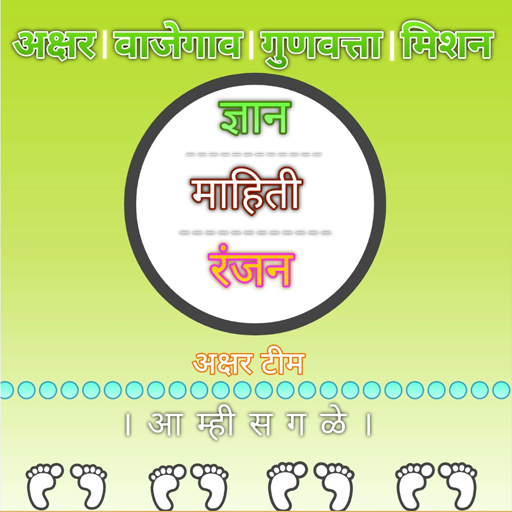 अक्षर|वाजेगाव|गुणवत्ता|मिशन
ज्ञान
माहिती
रंजन
अक्षर टीम
। आ म्ही स ग ळे ।